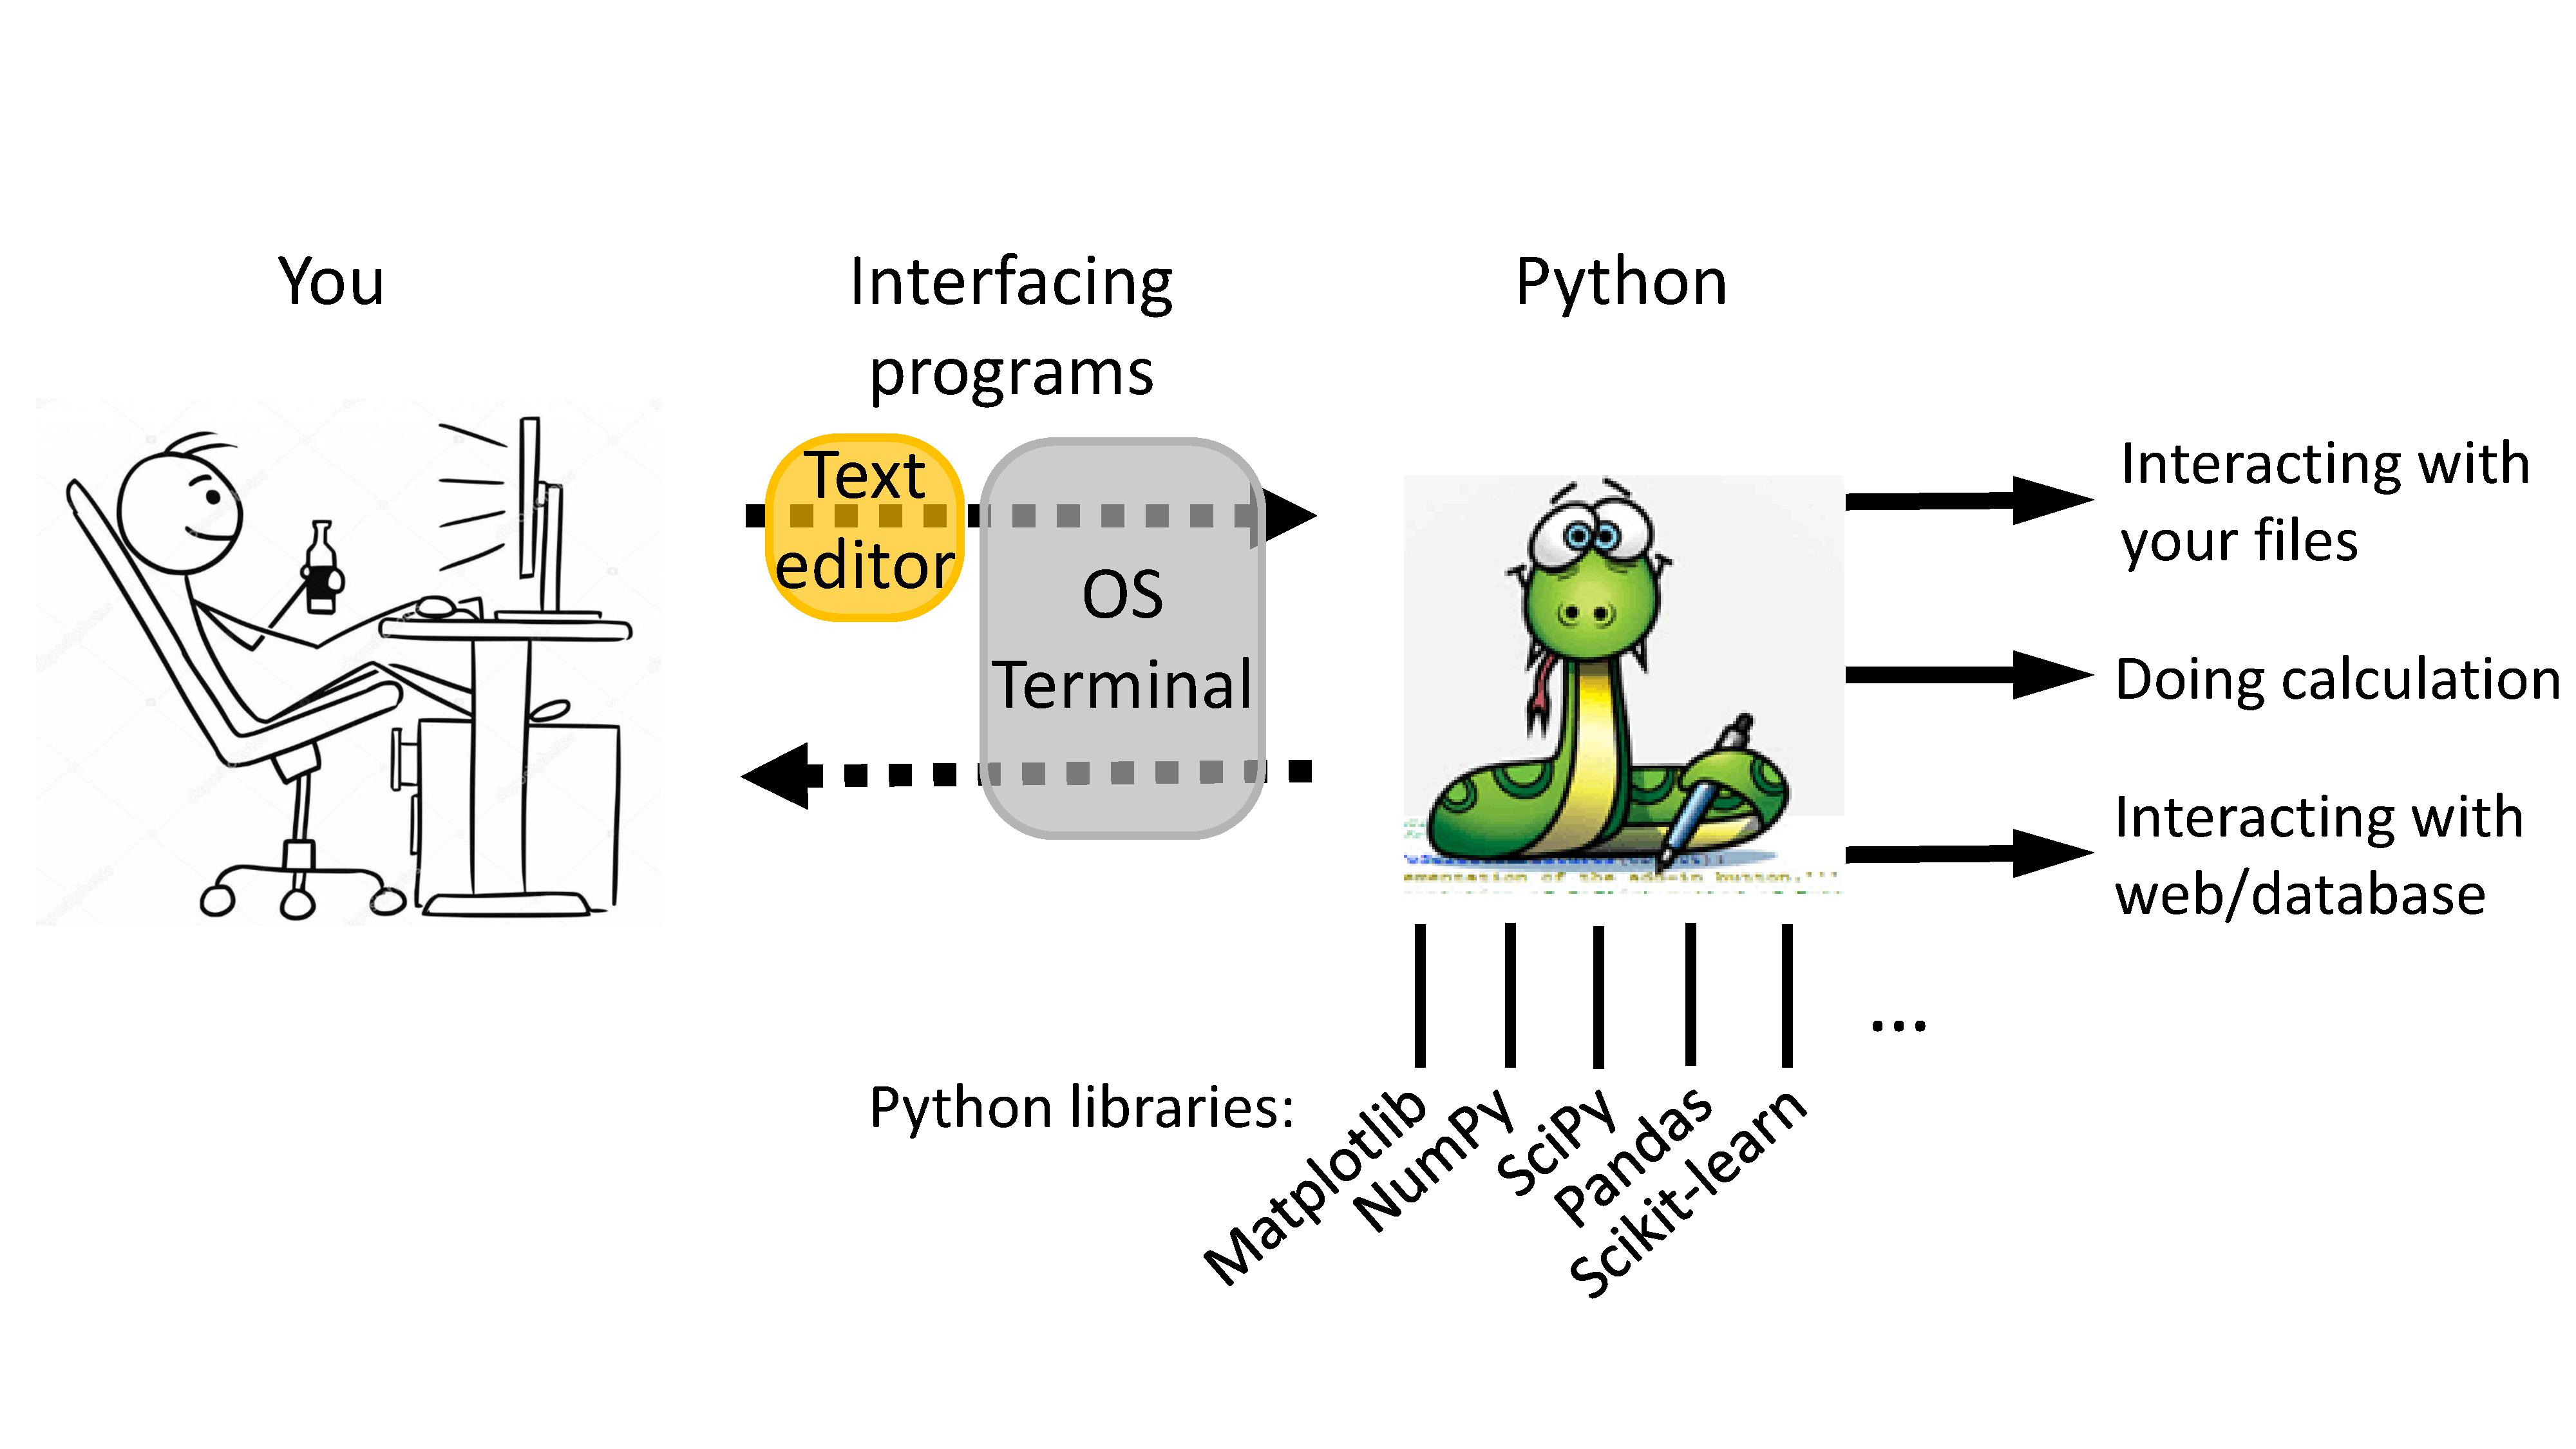 You
Interfacing
programs
Python
Text
editor
OS
Terminal
Interacting with
your files
Doing calculation
Interacting with
web/database
ementation of the add-in button.'''
...
Python libraries:
Matplotlib
NumPy
SciPy
Pandas
Scikit-learn